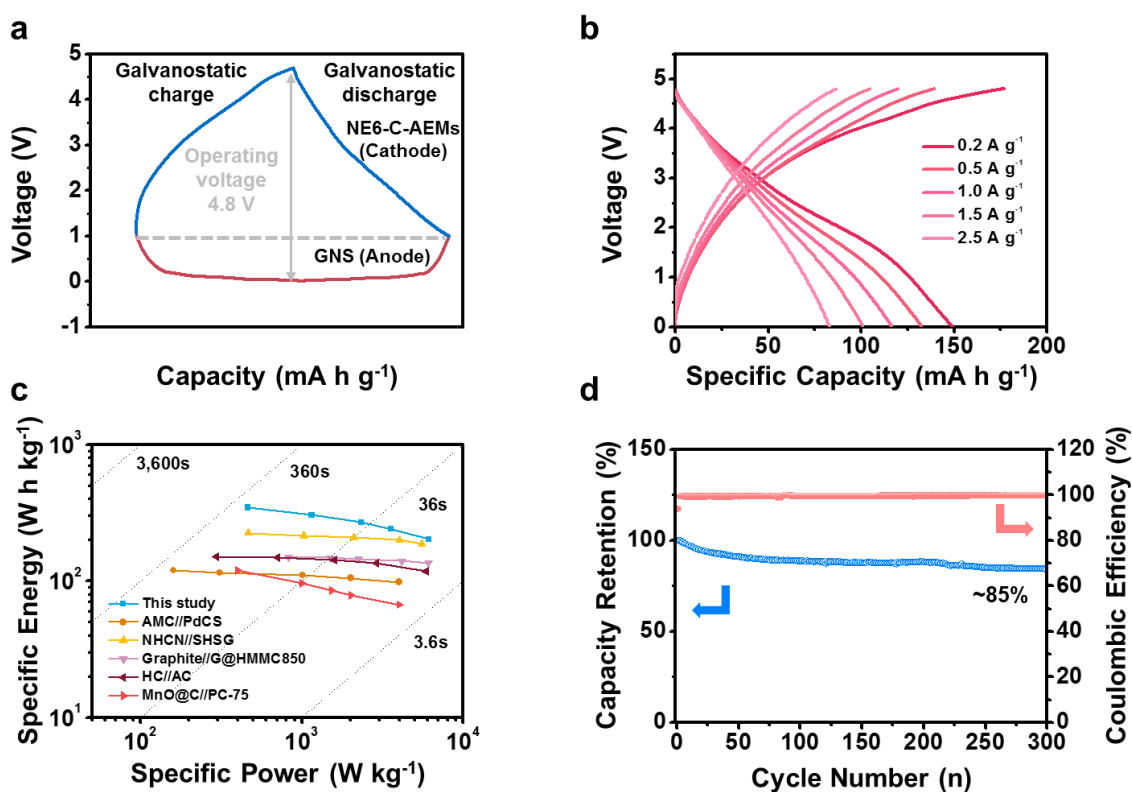 a
Galvanostatic
charge
Galvanostatic
discharge
NE6-C-AEMs
(Cathode)
Operating
voltage
4.8 V
GNS (Anode)
5
4
3
2
1
0
-1
Voltage (V)
Capacity (mA h g⁻¹)
b
5
4
3
2
1
0
Voltage (V)
0.2 A g⁻¹
0.5 A g⁻¹
1.0 A g⁻¹
1.5 A g⁻¹
2.5 A g⁻¹
0 50 100 150 200
Specific Capacity (mA h g⁻¹)
c
10³
10²
10¹
Specific Energy (W h kg⁻¹)
3,600s
360s
36s
3.6s
This study
AMC//PdCS
NHCN//SHSG
Graphite//G@HMMC850
HC//AC
MnO@C//PC-75
10² 10³ 10⁴
Specific Power (W kg⁻¹)
d
150
100
50
0
Capacity Retention (%)
~85%
120
100
80
60
40
20
0
Coulombic Efficiency (%)
0 50 100 150 200 250 300
Cycle Number (n)